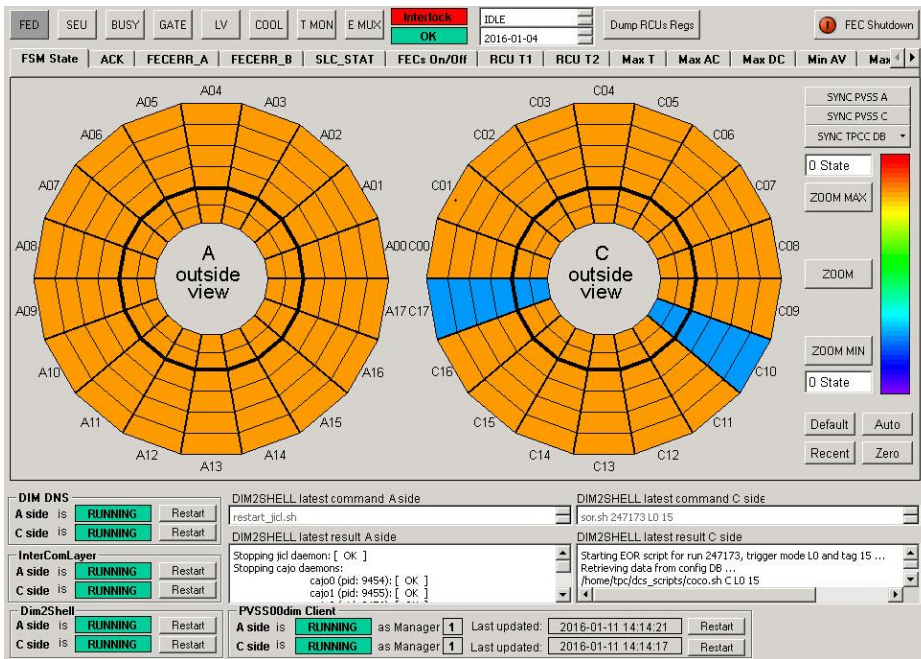 FED SEU BUSY GATE LV COOL T MON E MUX Interlock OK IDLE 2016-01-04 Dump RCUs Regs FEC Shutdown
FSM State ACK FECERR_A FECERR_B SLC_STAT FECs On/Off RCU T1 RCU T2 Max T Max AC Max DC Min AV Max
A04
A05 A03
A06 A02
A07 A01
A08 A00
A09 A17
A10 A16
A11 A15
A12 A14
A13
A
outside
view
C04
C03 C05
C02 C06
C01 C07
C00 C08
C17 C09
C16 C10
C15 C11
C14 C12
C13
C
outside
view
SYNC PVSS A
SYNC PVSS C
SYNC TPCC DB
0 State
ZOOM MAX
ZOOM
ZOOM MIN
0 State
Default Auto
Recent Zero
DIM DNS
A side is RUNNING Restart
C side is RUNNING Restart
InterComLayer
A side is RUNNING Restart
C side is RUNNING Restart
Dim2Shell
A side is RUNNING Restart
C side is RUNNING Restart
DIM2SHELL latest command A side
restart_jicl.sh
DIM2SHELL latest result A side
Stopping jicl daemon: [ OK ]
Stopping cajo daemons:
cajo0 (pid: 9454): [ OK ]
cajo1 (pid: 9455): [ OK ]
DIM2SHELL latest command C side
sor.sh 247173 L0 15
DIM2SHELL latest result C side
Starting EOR script for run 247173, trigger mode L0 and tag 15 ...
Retrieving data from config DB ...
/home/tpc/dcs_scripts/coco.sh C L0 15
PVSS00dim Client
A side is RUNNING as Manager 1 Last updated: 2016-01-11 14:14:21 Restart
C side is RUNNING as Manager 1 Last updated: 2016-01-11 14:14:17 Restart